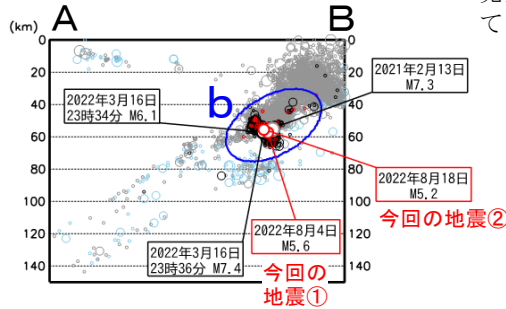 A
B
(km)
(km)
て
0
20
40
60
80
100
120
140
0
20
40
60
80
100
120
140
b
2021年2月13日
M7.3
2022年3月16日
23時34分 M6.1
2022年8月18日
M5.2
今回の地震②
2022年8月4日
M5.6
2022年3月16日
23時36分 M7.4
今回の
地震①